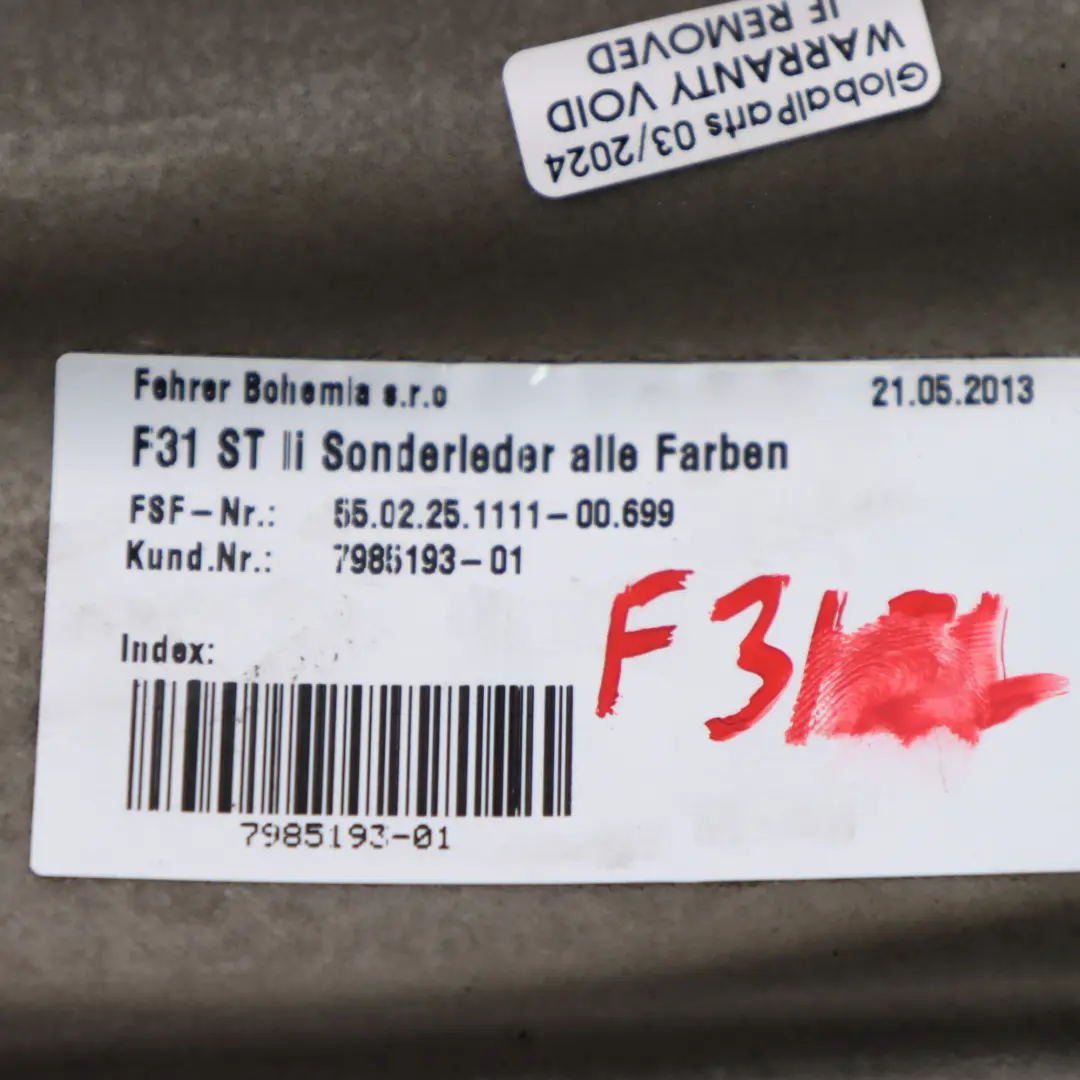 GlobalParts 03/2024
WARRANTY VOID
IF REMOVED
Fehrer Bohemia s.r.o
21.05.2013
F31 ST li Sonderleder alle Farben
FSF-Nr.: 55.02.25.1111-00.699
Kund.Nr.: 7985193-01
F31
Index:
7985193-01